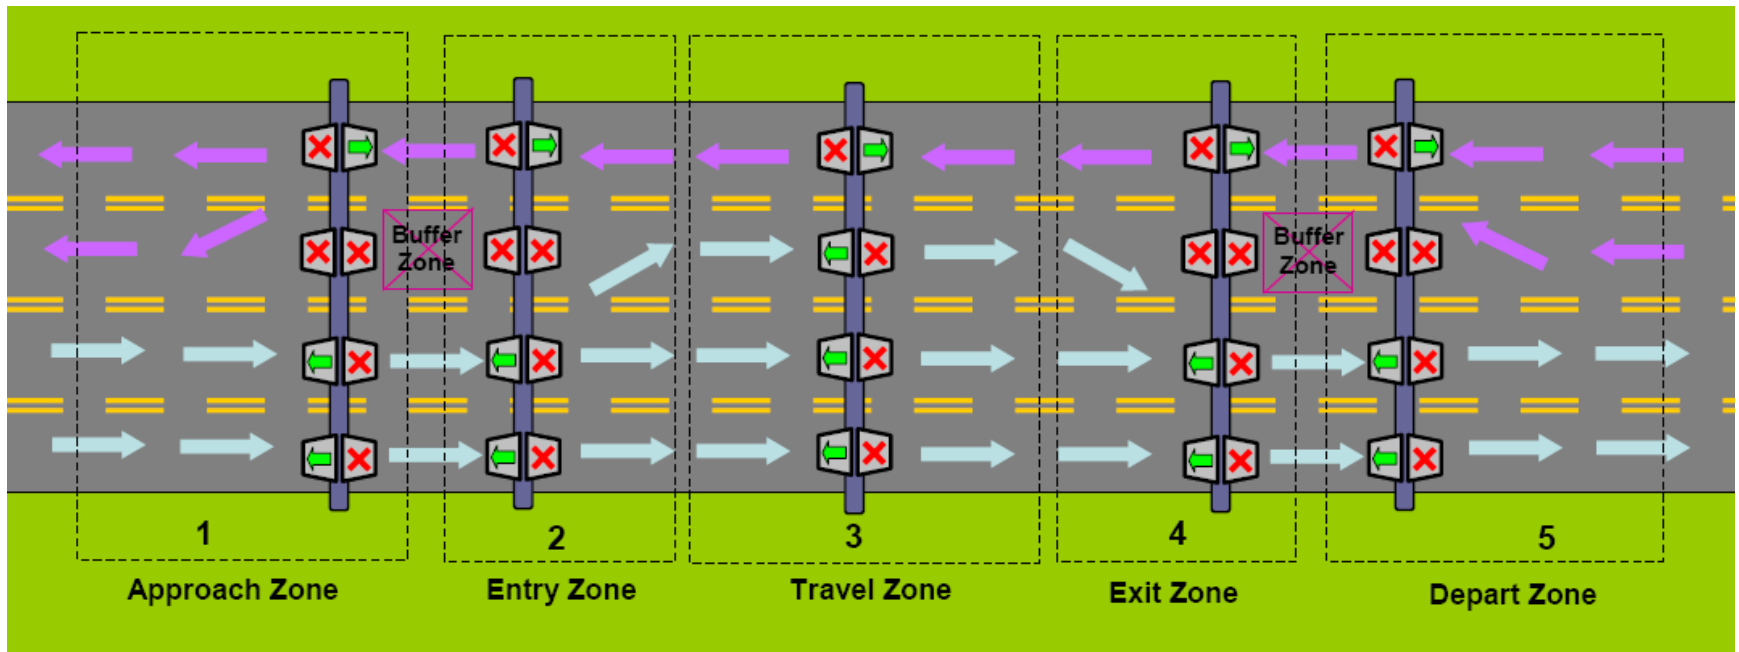 Buffer
Zone
Buffer
Zone
1
2
3
4
5
Approach Zone
Entry Zone
Travel Zone
Exit Zone
Depart Zone